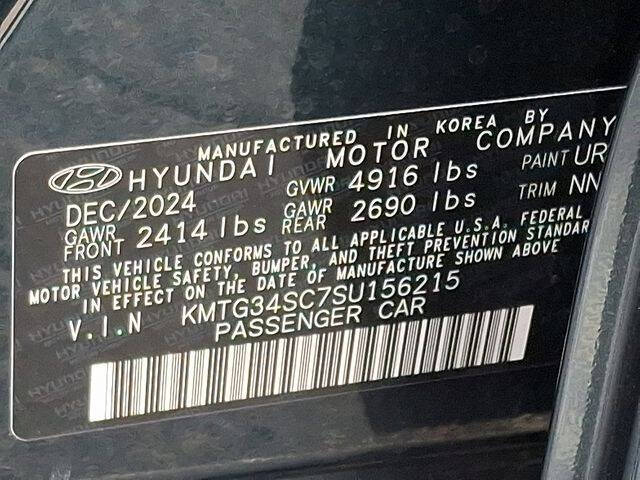 MANUFACTURED IN KOREA BY
HYUNDAI MOTOR COMPANY
DEC/2024 GVWR 4916 lbs PAINT UR
GAWR FRONT 2414 lbs GAWR REAR 2690 lbs TRIM NN
THIS VEHICLE CONFORMS TO ALL APPLICABLE U.S.A. FEDERAL
MOTOR VEHICLE SAFETY, BUMPER, AND THEFT PREVENTION STANDAR
IN EFFECT ON THE DATE OF MANUFACTURE SHOWN ABOVE
V.I.N KMTG34SC7SU156215
PASSENGER CAR